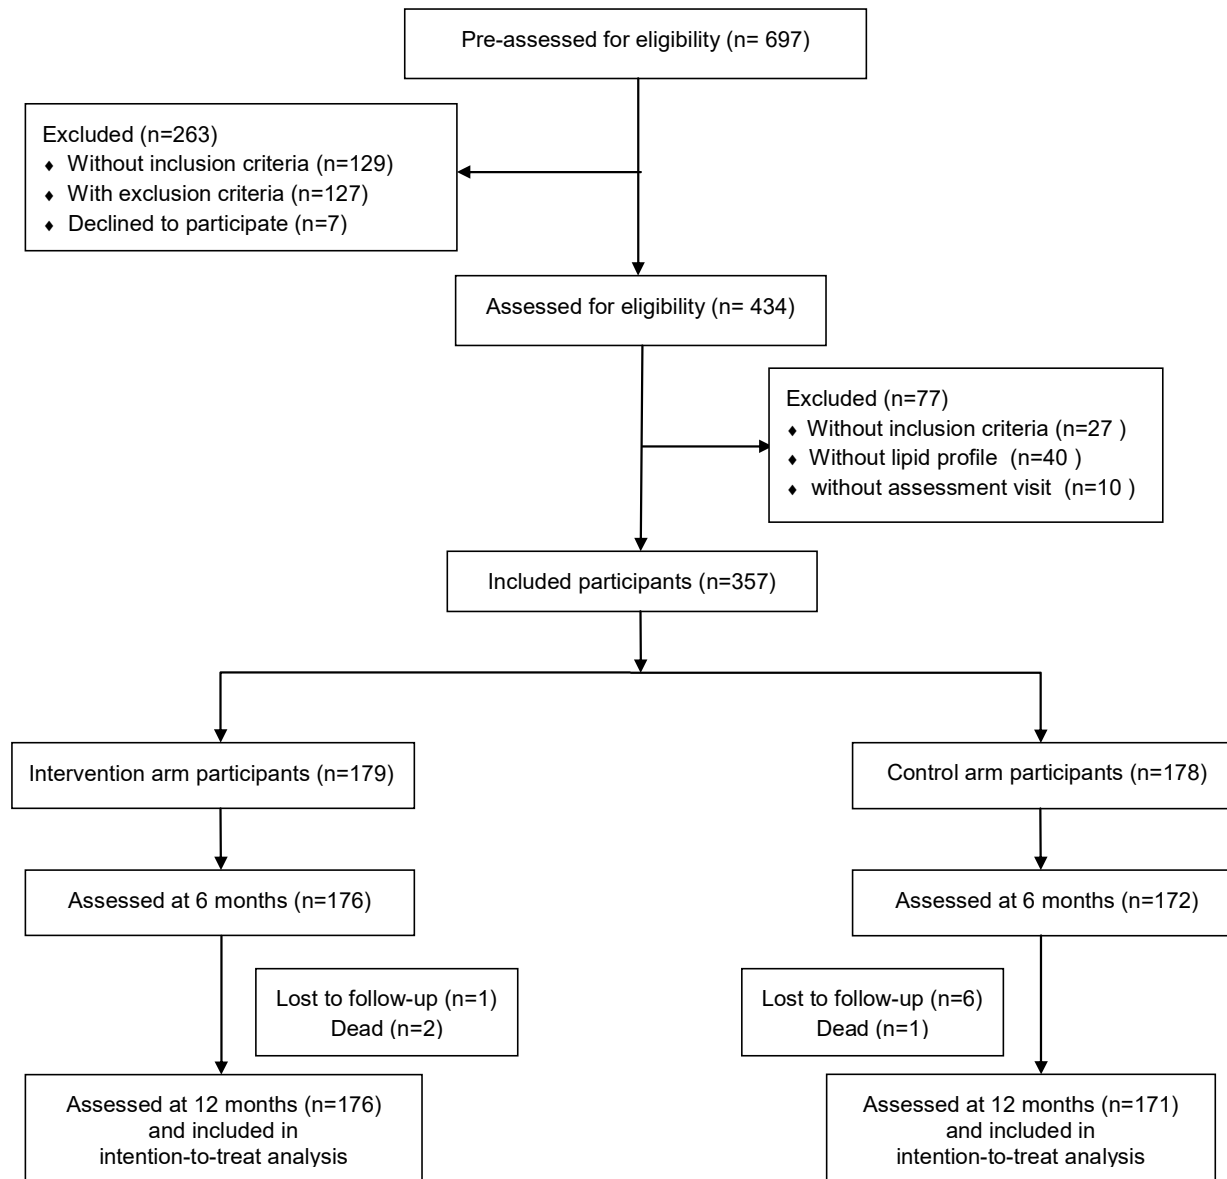 Pre-assessed for eligibility (n= 697)
Excluded (n=263)
♦ Without inclusion criteria (n=129)
♦ With exclusion criteria (n=127)
♦ Declined to participate (n=7)
Assessed for eligibility (n= 434)
Excluded (n=77)
♦ Without inclusion criteria (n=27 )
♦ Without lipid profile (n=40 )
♦ without assessment visit (n=10 )
Included participants (n=357)
Intervention arm participants (n=179)
Control arm participants (n=178)
Assessed at 6 months (n=176)
Assessed at 6 months (n=172)
Lost to follow-up (n=1)
Dead (n=2)
Lost to follow-up (n=6)
Dead (n=1)
Assessed at 12 months (n=176)
and included in
intention-to-treat analysis
Assessed at 12 months (n=171)
and included in
intention-to-treat analysis